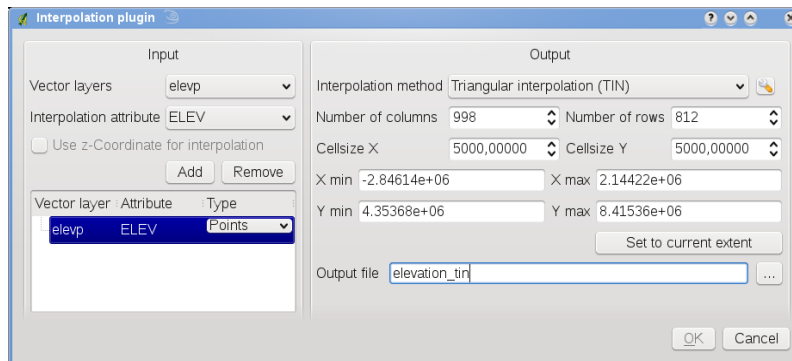 Interpolation plugin
Input
Vector layers elevp
Interpolation attribute ELEV
Use z-Coordinate for interpolation
Add Remove
Vector layer Attribute Type
elevp ELEV Points
Output
Interpolation method Triangular interpolation (TIN)
Number of columns 998 Number of rows 812
Cellsize X 5000,00000 Cellsize Y 5000,00000
X min -2.84614e+06 X max 2.14422e+06
Y min 4.35368e+06 Y max 8.41536e+06
Set to current extent
Output file elevation_tin ...
OK Cancel